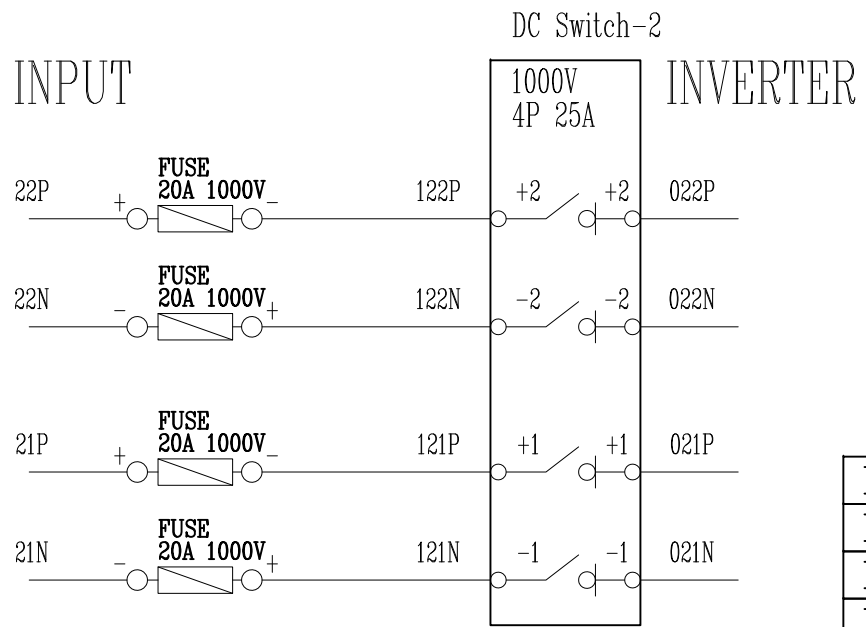 DC Switch-2
INPUT
1000V
4P 25A
INVERTER
FUSE
20A 1000V
22P
+
-
122P
+2
+2
022P
FUSE
20A 1000V
22N
-
+
122N
-2
-2
022N
FUSE
20A 1000V
21P
+
-
121P
+1
+1
021P
FUSE
20A 1000V
21N
-
+
121N
-1
-1
021N